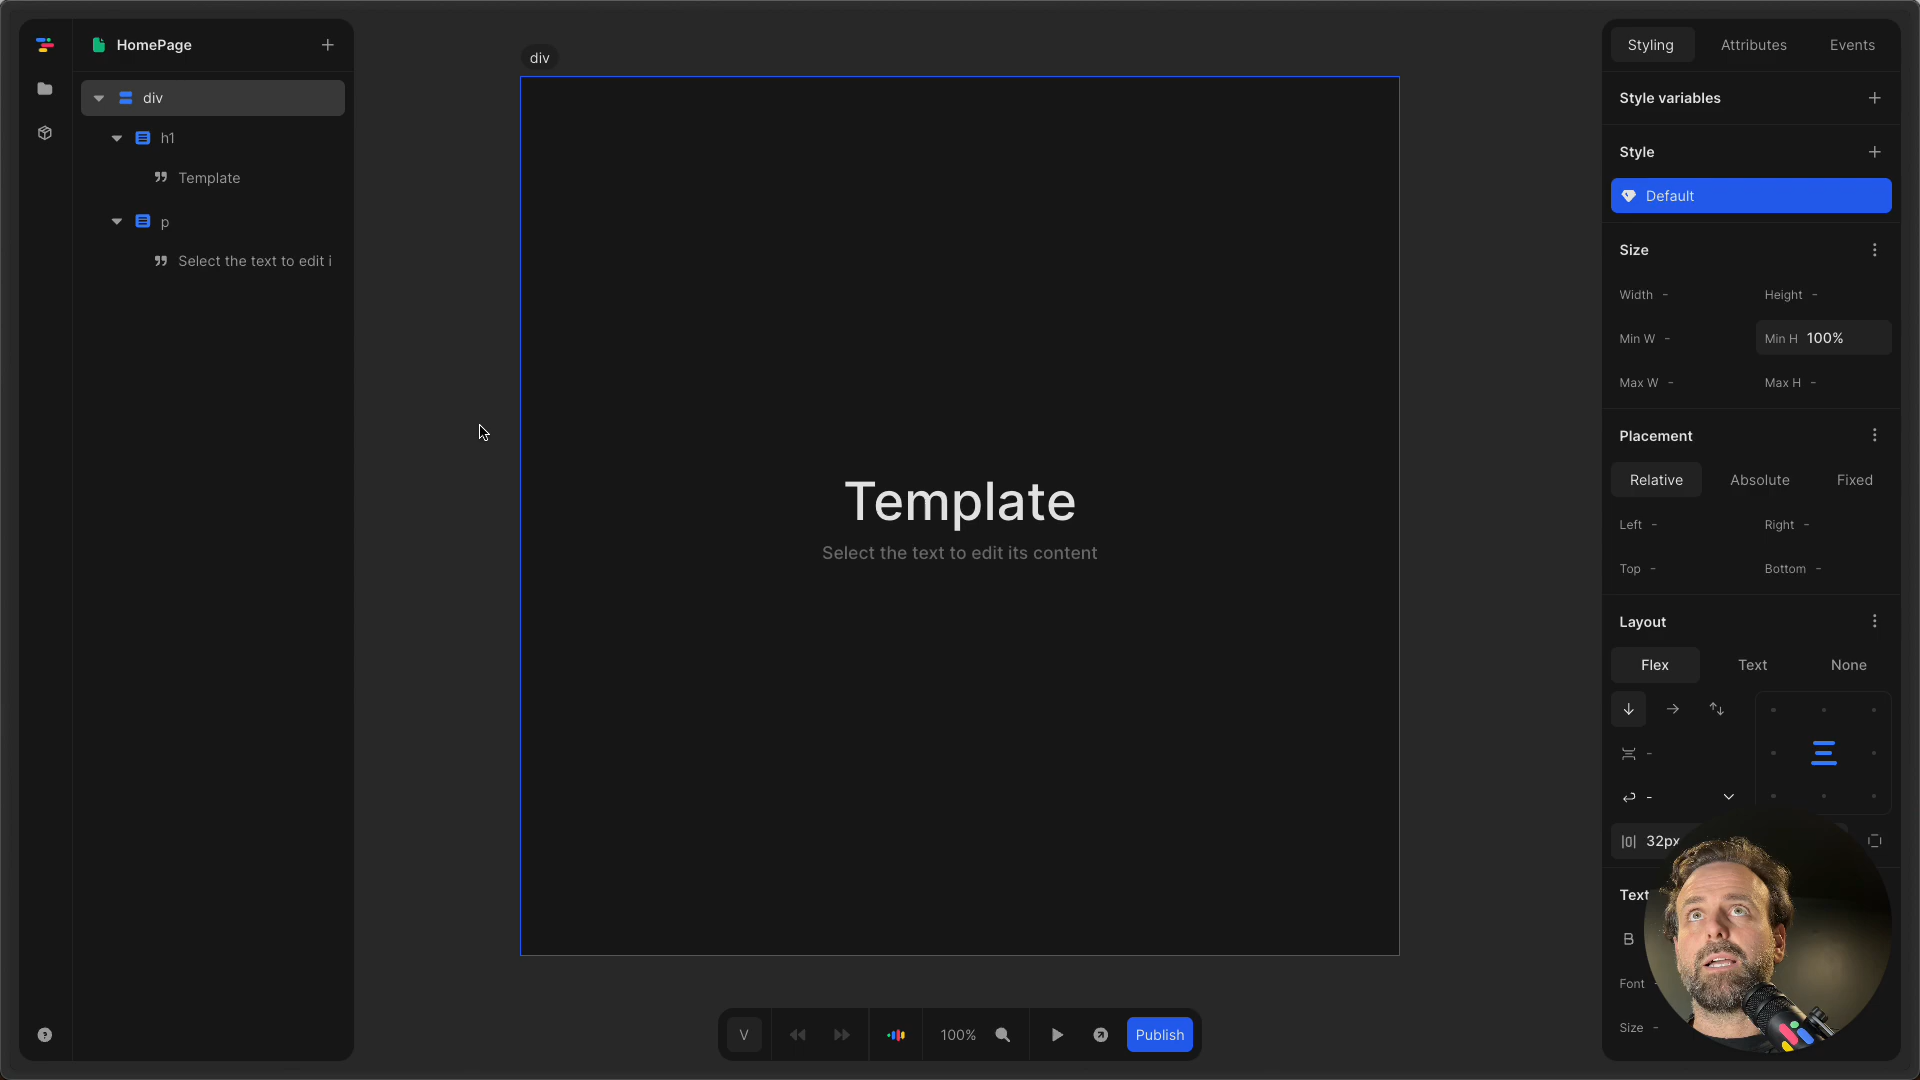 HomePage
div
h1
Template
p
Select the text to edit i
div
Template
Select the text to edit its content
V
100%
Publish
Styling Attributes Events
Style variables
Style
Default
Size
Width - Height -
Min W - Min H 100%
Max W - Max H -
Placement
Relative Absolute Fixed
Left - Right -
Top - Bottom -
Layout
Flex Text None
-
-
32px
Text
B
Font
Size -